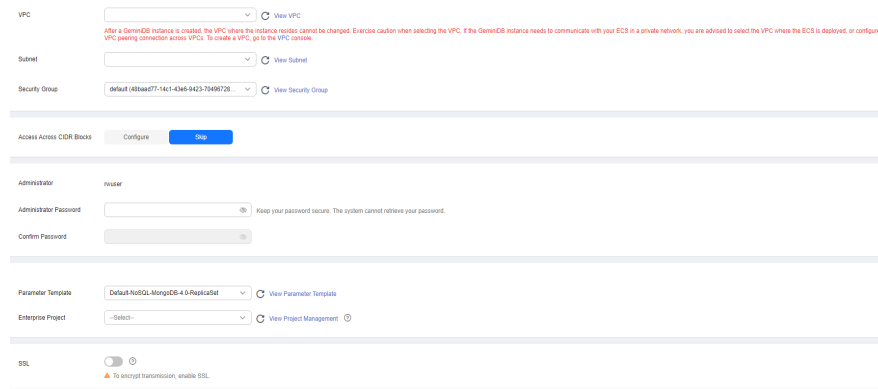 VPC View VPC
After a GeminiDB instance is created, the VPC where the instance resides cannot be changed. Exercise caution when selecting the VPC. If the GeminiDB instance needs to communicate with your ECS in a private network, you are advised to select the VPC where the ECS is deployed, or configure
VPC peering connection across VPCs. To create a VPC, go to the VPC console.
Subnet View Subnet
Security Group default (48baad77-14c1-43e6-9423-70496728... View Security Group
Access Across CIDR Blocks Configure Skip
Administrator rwuser
Administrator Password Keep your password secure. The system cannot retrieve your password.
Confirm Password
Parameter Template Default-NoSQL-MongoDB-4.0-ReplicaSet View Parameter Template
Enterprise Project --Select-- View Project Management
SSL
To encrypt transmission, enable SSL.